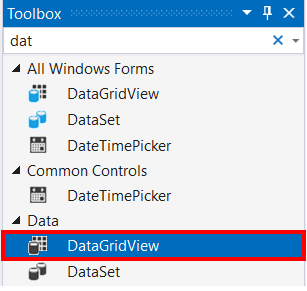 Toolbox
dat
All Windows Forms
DataGridView
DataSet
DateTimePicker
Common Controls
DateTimePicker
Data
DataGridView
DataSet